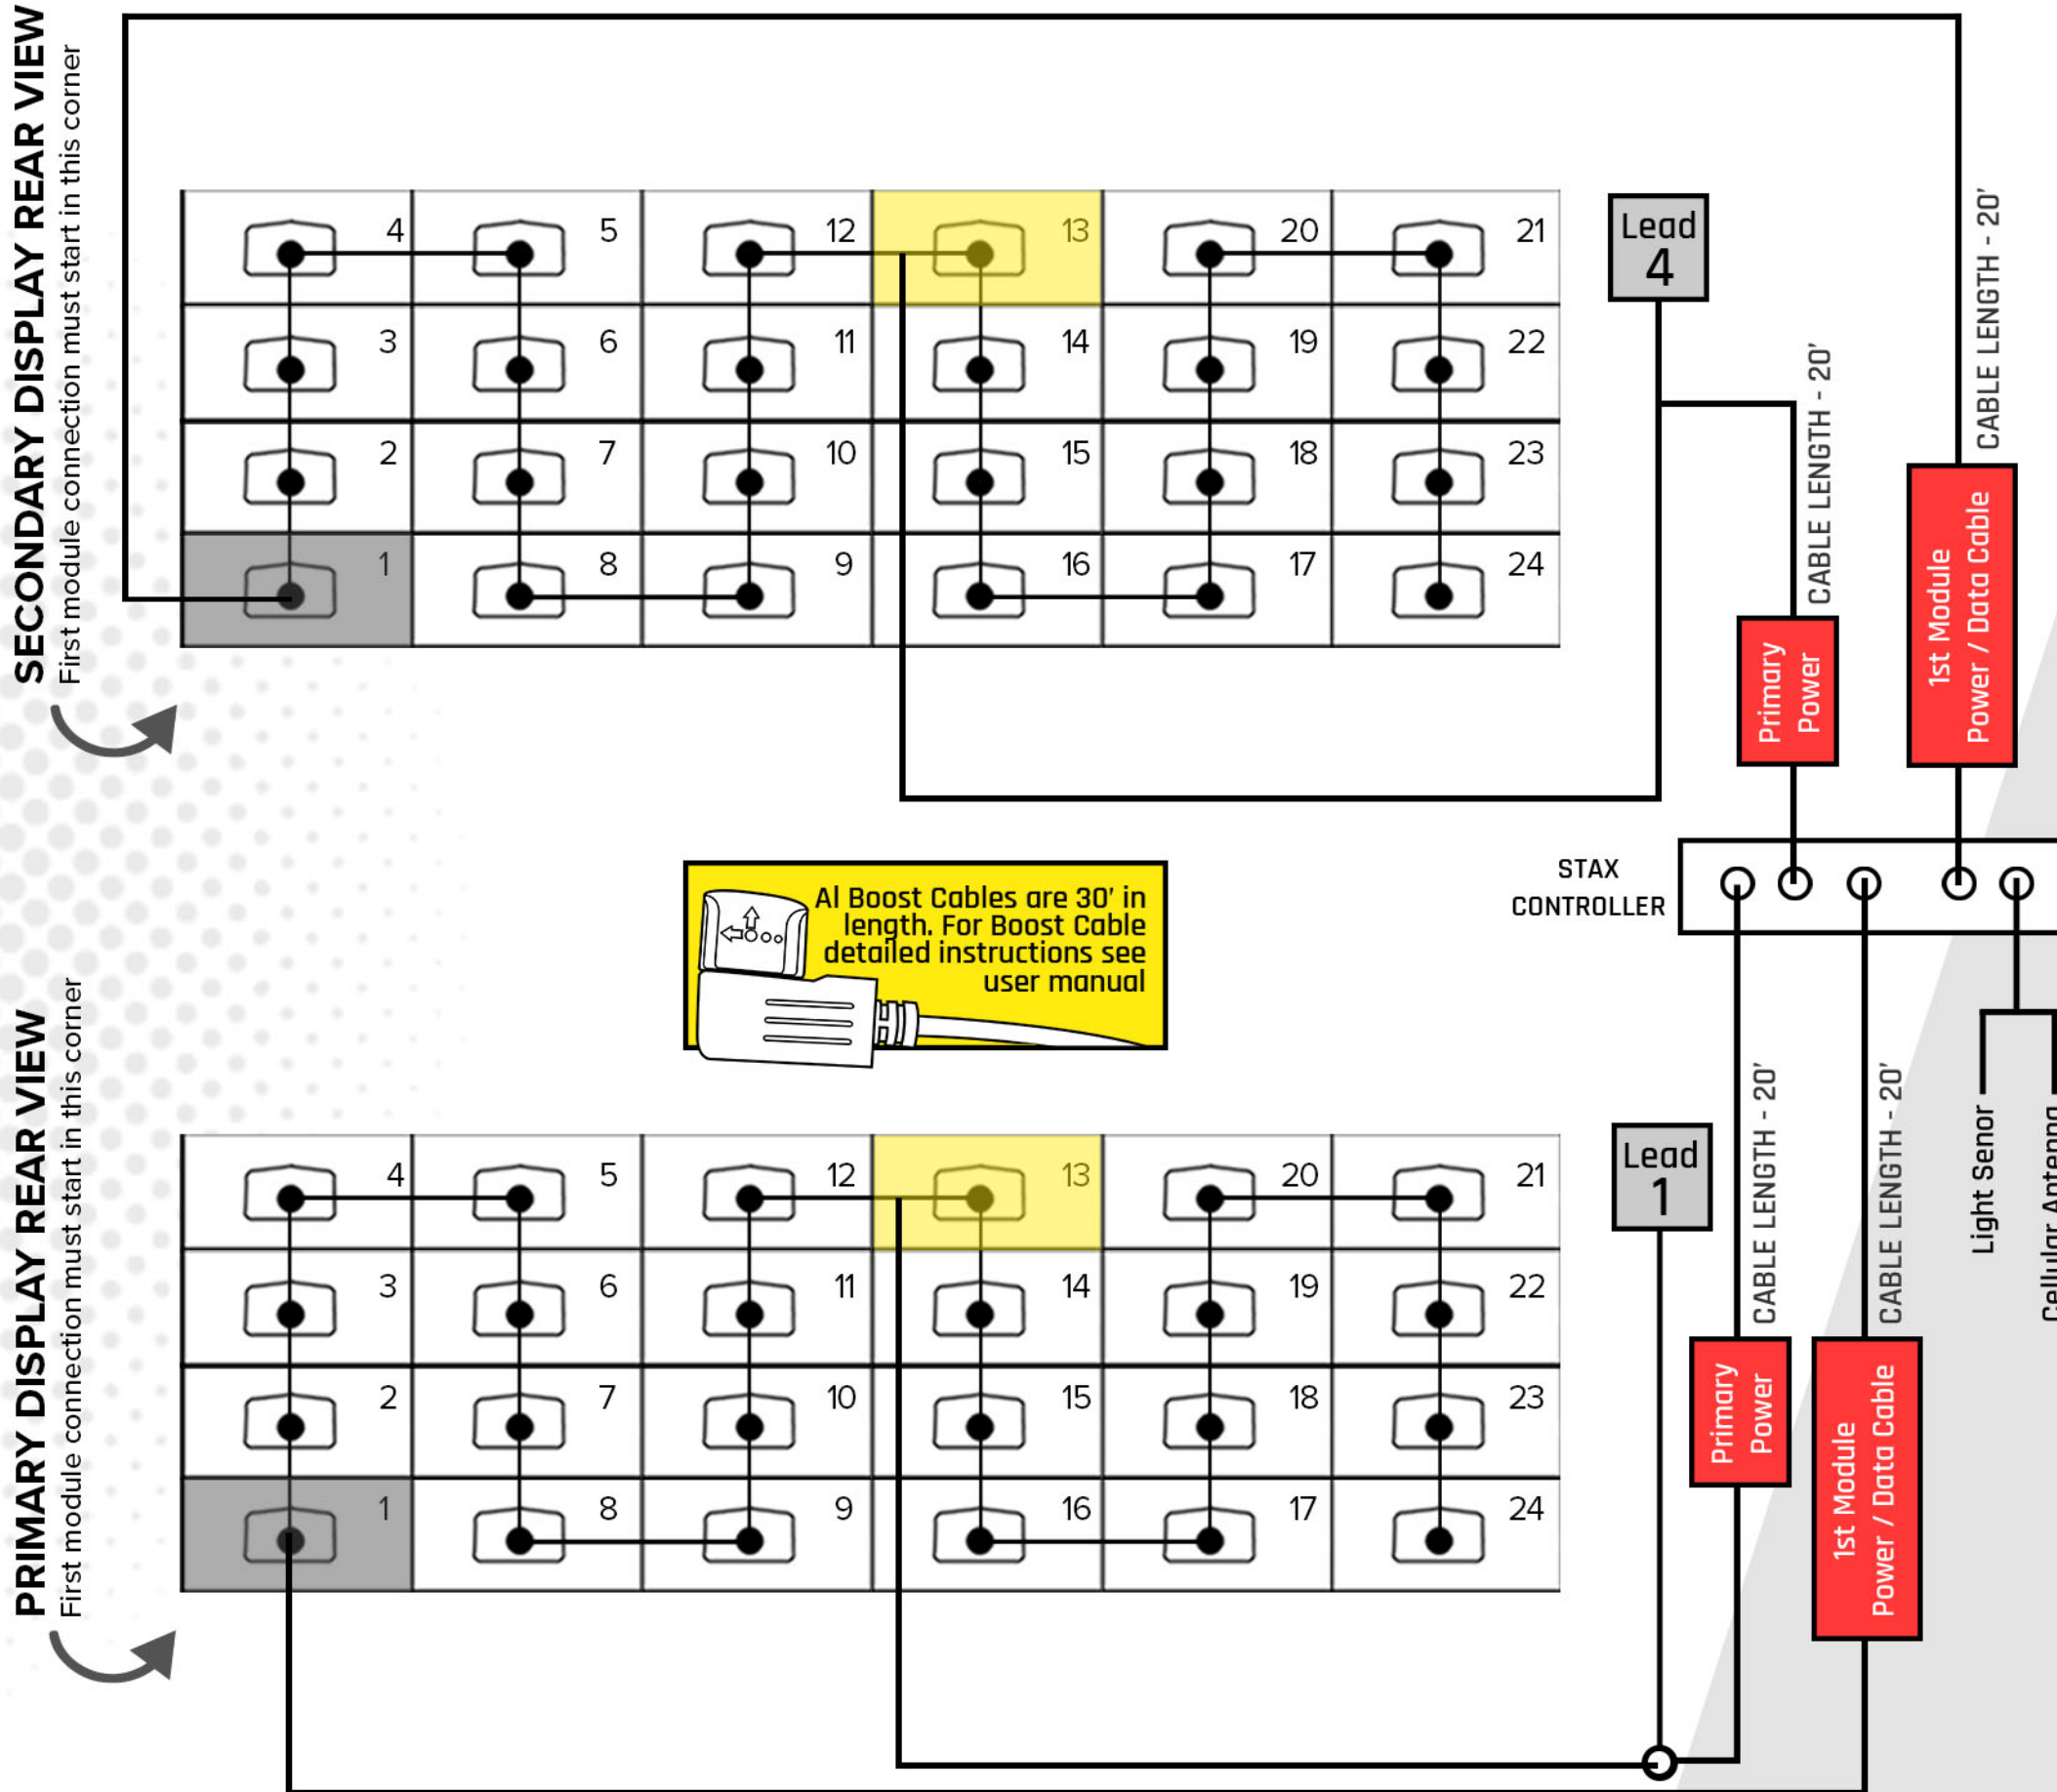 SECONDARY DISPLAY REAR VIEW
First module connection must start in this corner
4 5 12 13 20 21
3 6 11 14 19 22
2 7 10 15 18 23
1 8 9 16 17 24
Lead
4
CABLE LENGTH - 20'
Primary
Power
CABLE LENGTH - 20'
1st Module
Power / Data Cable
STAX
CONTROLLER
Al Boost Cables are 30' in
length. For Boost Cable
detailed instructions see
user manual
PRIMARY DISPLAY REAR VIEW
First module connection must start in this corner
4 5 12 13 20 21
3 6 11 14 19 22
2 7 10 15 18 23
1 8 9 16 17 24
Lead
1
CABLE LENGTH - 20'
Primary
Power
CABLE LENGTH - 20'
1st Module
Power / Data Cable
Light Senor
Cellular Antenna